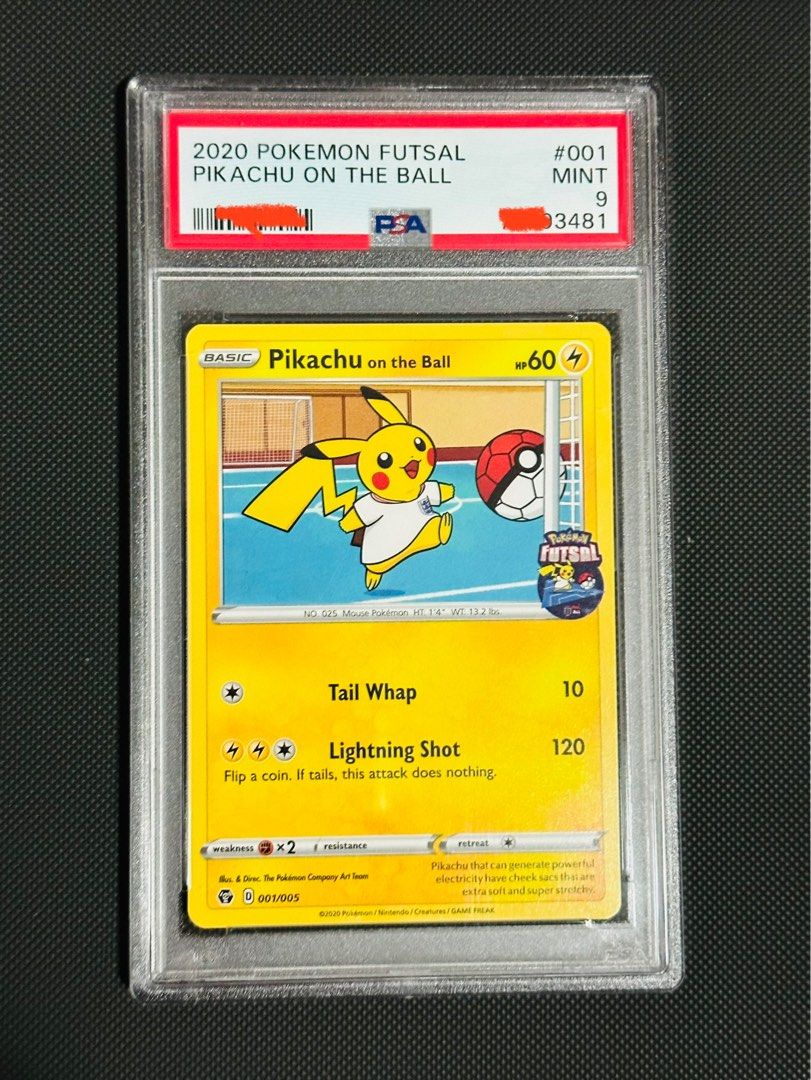 2020 POKEMON FUTSAL #001
PIKACHU ON THE BALL MINT
9
PSA 93481
BASIC Pikachu on the Ball HP 60
Pokémon
FUTSAL
NO. 025 Mouse Pokémon HT. 1'4" WT. 13.2 lbs.
Tail Whap 10
Lightning Shot 120
Flip a coin. If tails, this attack does nothing.
weakness ×2 resistance retreat
Illus. & Direc. The Pokémon Company Art Team
Pikachu that can generate powerful
electricity have cheek sacs that are
extra soft and super stretchy.
D 001/005
©2020 Pokémon / Nintendo / Creatures / GAME FREAK